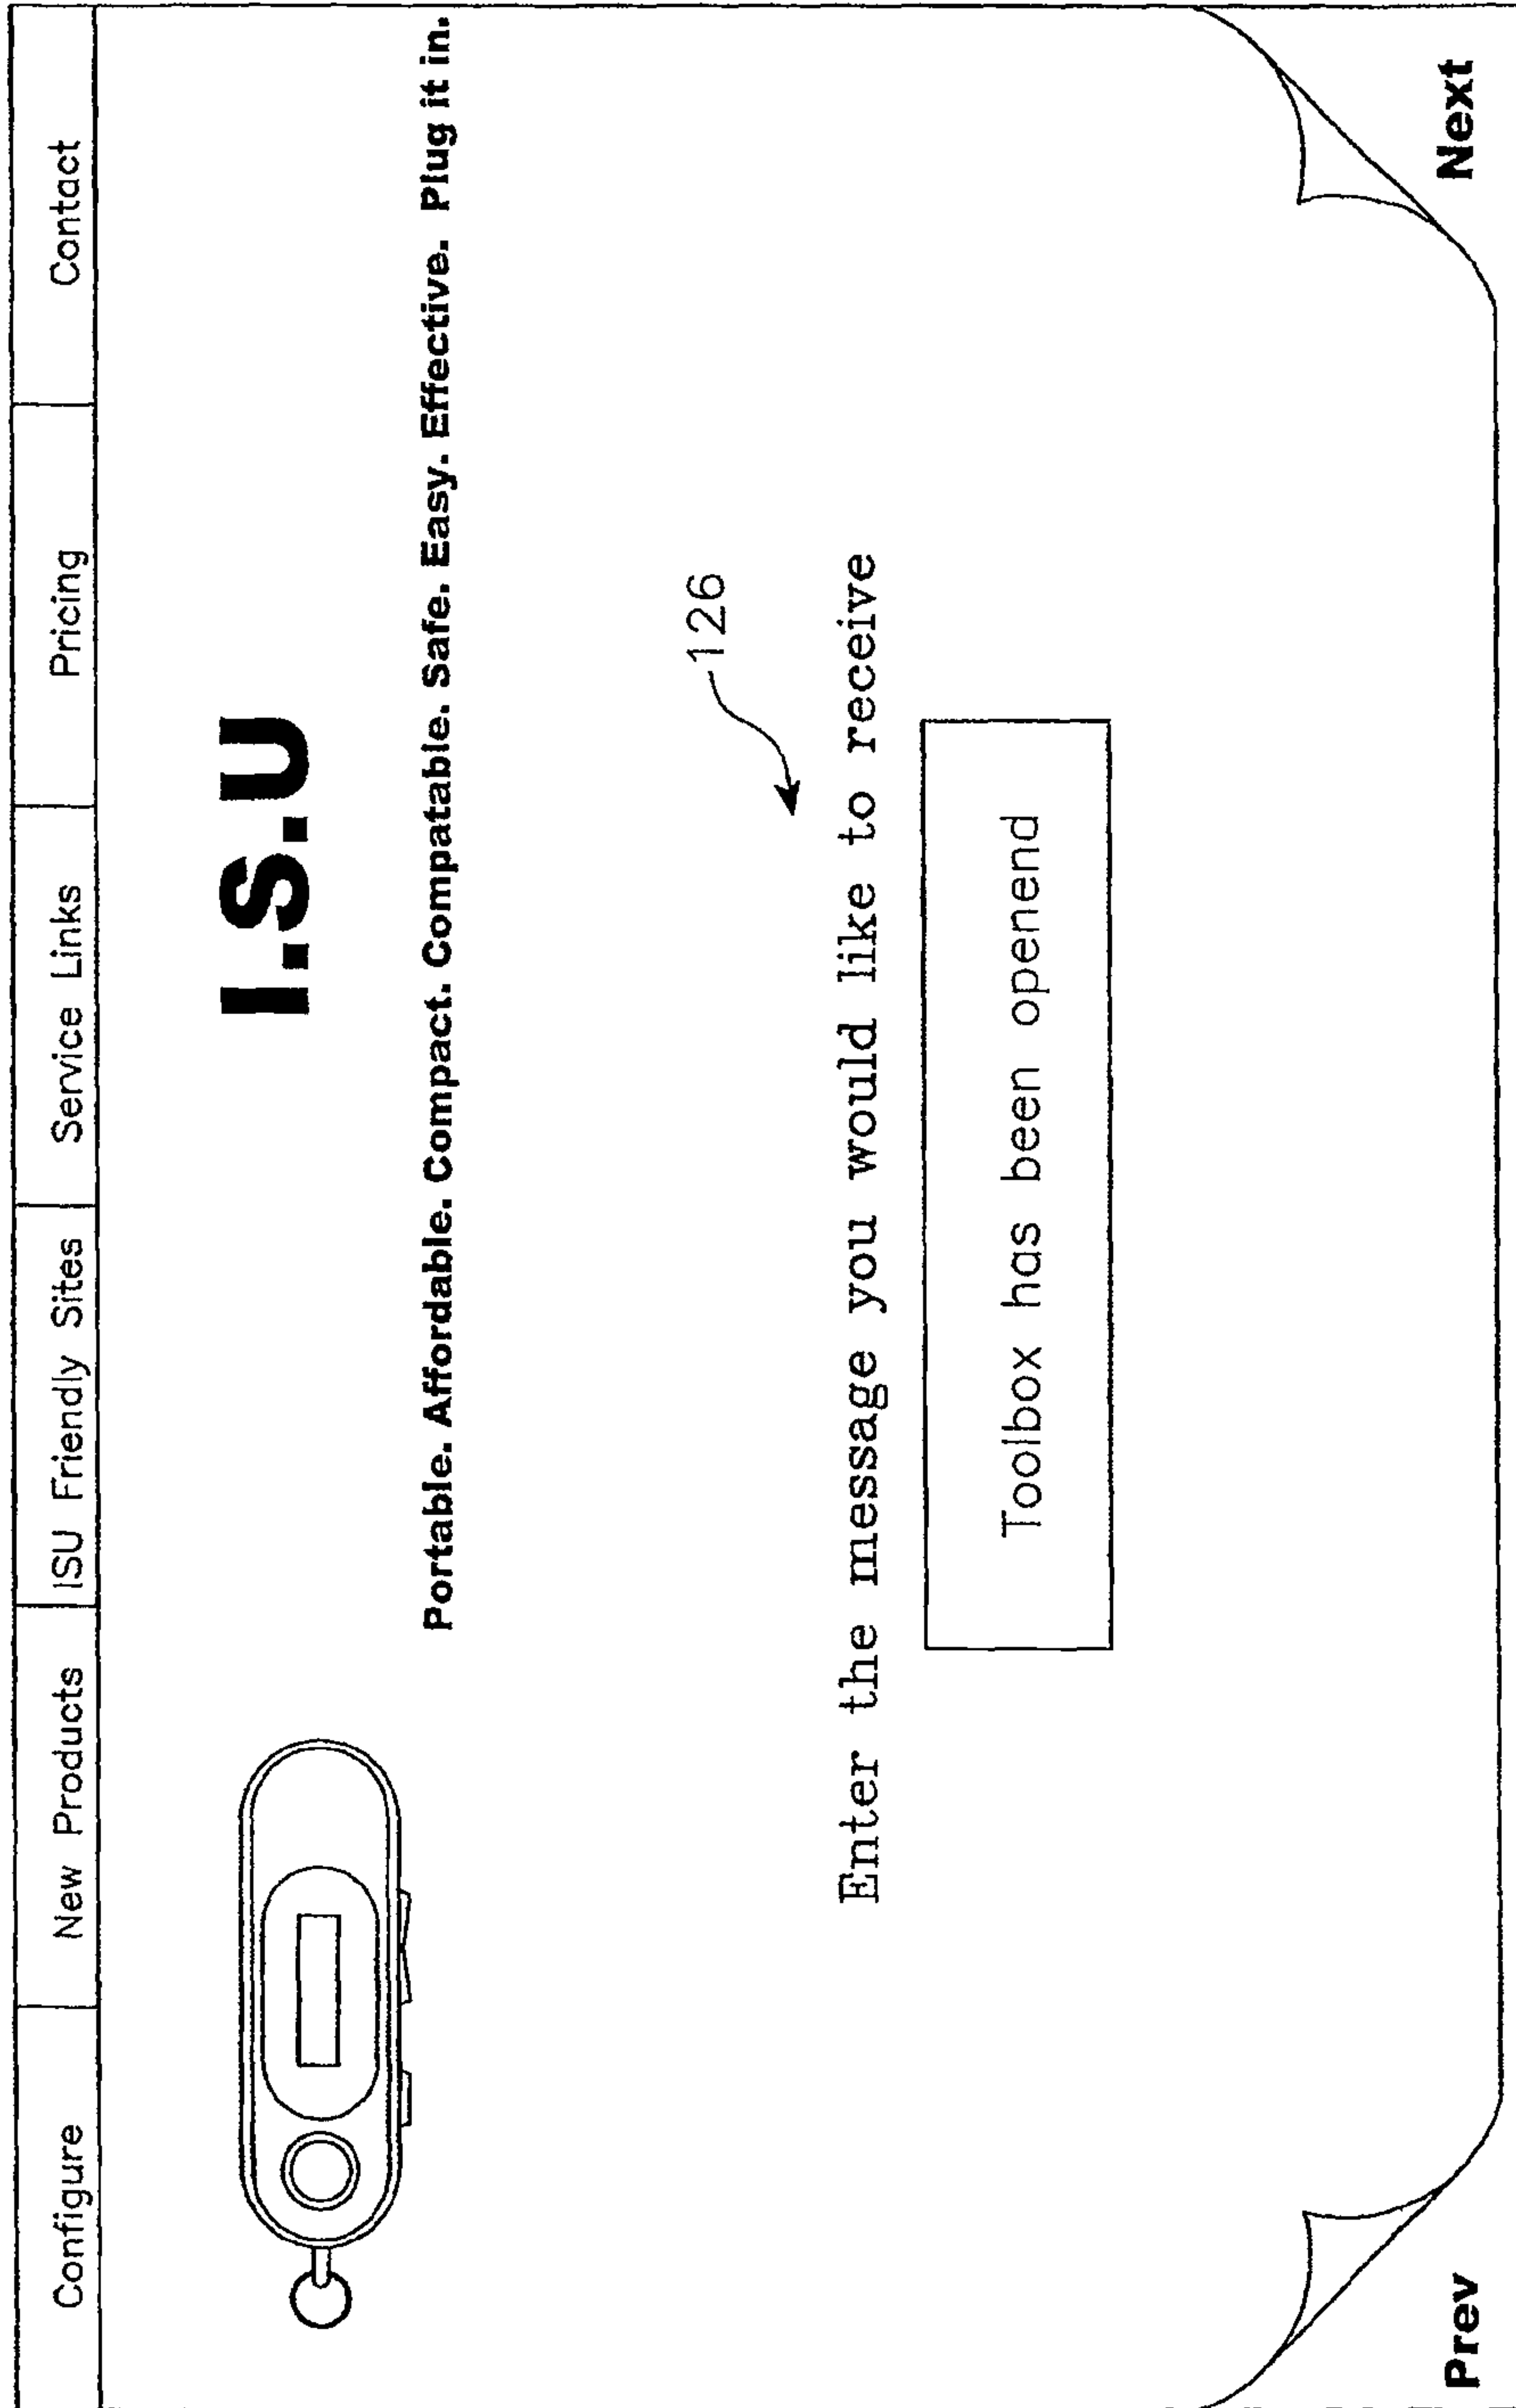 Configure New Products ISU Friendly Sites Service Links Pricing Contact
I.S.U
Portable. Affordable. Compact. Compatable. Safe. Easy. Effective. Plug it in.
126
Enter the message you would like to receive
Toolbox has been openend
Prev Next